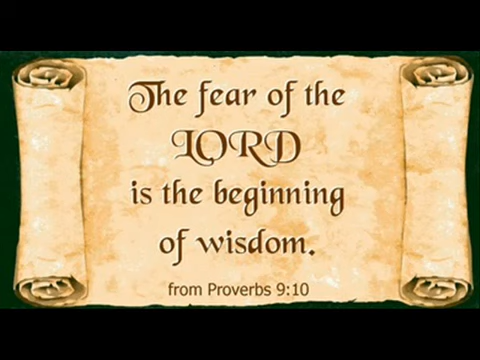 The fear of the
LORD
is the beginning
of wisdom.
from Proverbs 9:10